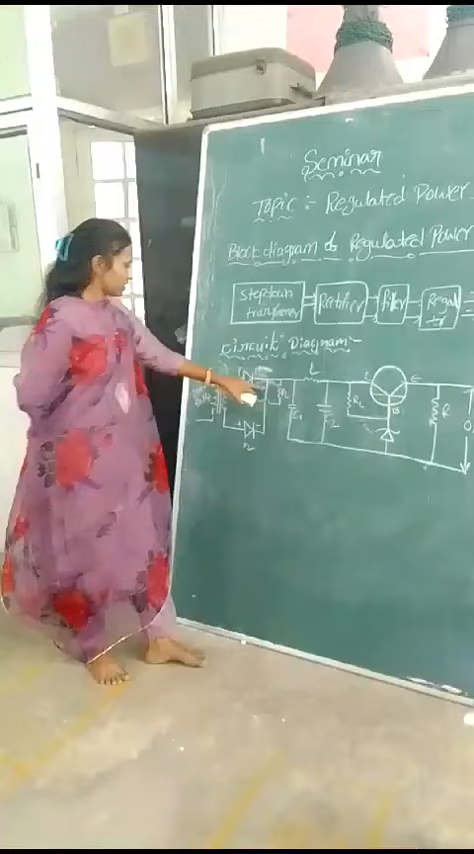 Seminar
Topic :- Regulated Power
Block diagram of Regulated Power
Stepdown transformer
Rectifier
filter
Circuit Diagram:-
L
C
E
B
R